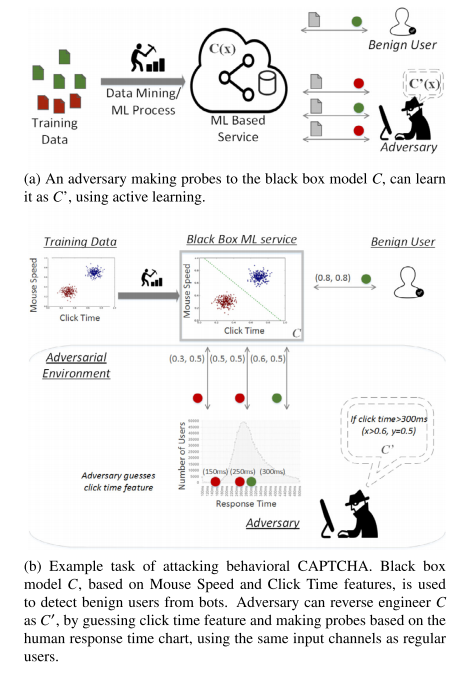 C(x)
Benign User
Data Mining/
ML Process
C'(x)
Training
Data
ML Based
Service
Adversary
(a) An adversary making probes to the black box model C, can learn
it as C', using active learning.
Training Data
Black Box ML service
Benign User
Mouse Speed
Click Time
Mouse Speed
Click Time
C
(0.8, 0.8)
Adversarial
Environment
(0.3, 0.5)
(0.5, 0.5)
(0.6, 0.5)
If click time>300ms
(x>0.6, y=0.5)
C'
Number of Users
Adversary guesses
click time feature
(150ms)
(250ms)
(300ms)
Response Time
Adversary
(b) Example task of attacking behavioral CAPTCHA. Black box
model C, based on Mouse Speed and Click Time features, is used
to detect benign users from bots. Adversary can reverse engineer C
as C′, by guessing click time feature and making probes based on the
human response time chart, using the same input channels as regular
users.